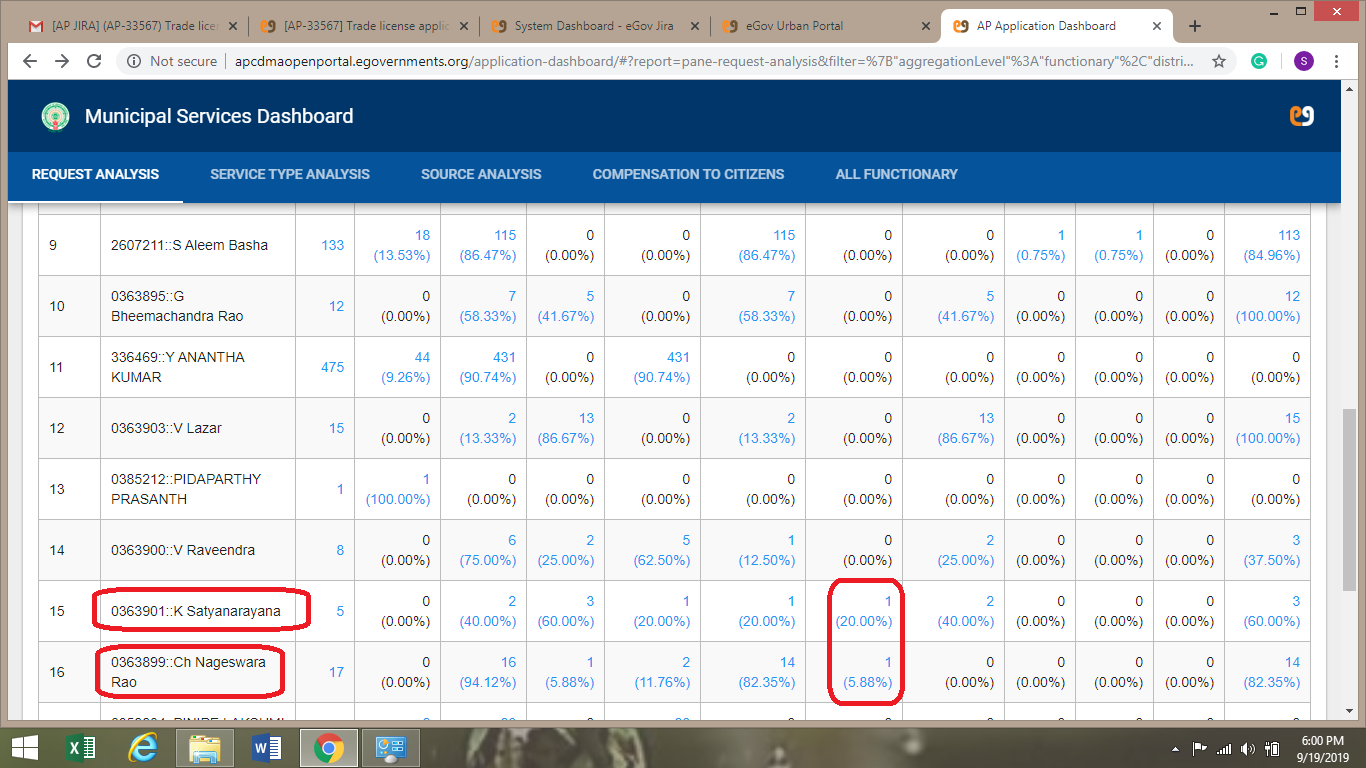 [AP JIRA] (AP-33567) Trade licen
[AP-33567] Trade license applic
System Dashboard - eGov Jira
eGov Urban Portal
AP Application Dashboard
Not secure | apcdmaopenportal.egovernments.org/application-dashboard/#?report=pane-request-analysis&filter=%7B"aggregationLevel"%3A"functionary"%2C"distri...
S
Municipal Services Dashboard
REQUEST ANALYSIS SERVICE TYPE ANALYSIS SOURCE ANALYSIS COMPENSATION TO CITIZENS ALL FUNCTIONARY
18 115 0 0 115 0 0 1 1 0 113
9 2607211::S Aleem Basha 133
(13.53%) (86.47%) (0.00%) (0.00%) (86.47%) (0.00%) (0.00%) (0.75%) (0.75%) (0.00%) (84.96%)
0363895::G 0 7 5 0 7 0 5 0 0 0 12
10 12
Bheemachandra Rao (0.00%) (58.33%) (41.67%) (0.00%) (58.33%) (0.00%) (41.67%) (0.00%) (0.00%) (0.00%) (100.00%)
336469::Y ANANTHA 44 431 0 431 0 0 0 0 0 0 0
11 475
KUMAR (9.26%) (90.74%) (0.00%) (90.74%) (0.00%) (0.00%) (0.00%) (0.00%) (0.00%) (0.00%) (0.00%)
0 2 13 0 2 0 13 0 0 0 15
12 0363903::V Lazar 15
(0.00%) (13.33%) (86.67%) (0.00%) (13.33%) (0.00%) (86.67%) (0.00%) (0.00%) (0.00%) (100.00%)
0385212::PIDAPARTHY 1 0 0 0 0 0 0 0 0 0 0
13 1
PRASANTH (100.00%) (0.00%) (0.00%) (0.00%) (0.00%) (0.00%) (0.00%) (0.00%) (0.00%) (0.00%) (0.00%)
0 6 2 5 1 0 2 0 0 0 3
14 0363900::V Raveendra 8
(0.00%) (75.00%) (25.00%) (62.50%) (12.50%) (0.00%) (25.00%) (0.00%) (0.00%) (0.00%) (37.50%)
0 2 3 1 1 1 2 0 0 0 3
15 0363901::K Satyanarayana 5
(0.00%) (40.00%) (60.00%) (20.00%) (20.00%) (20.00%) (40.00%) (0.00%) (0.00%) (0.00%) (60.00%)
0363899::Ch Nageswara 0 16 1 2 14 1 0 0 0 0 14
16 17
Rao (0.00%) (94.12%) (5.88%) (11.76%) (82.35%) (5.88%) (0.00%) (0.00%) (0.00%) (0.00%) (82.35%)
6:00 PM
9/19/2019